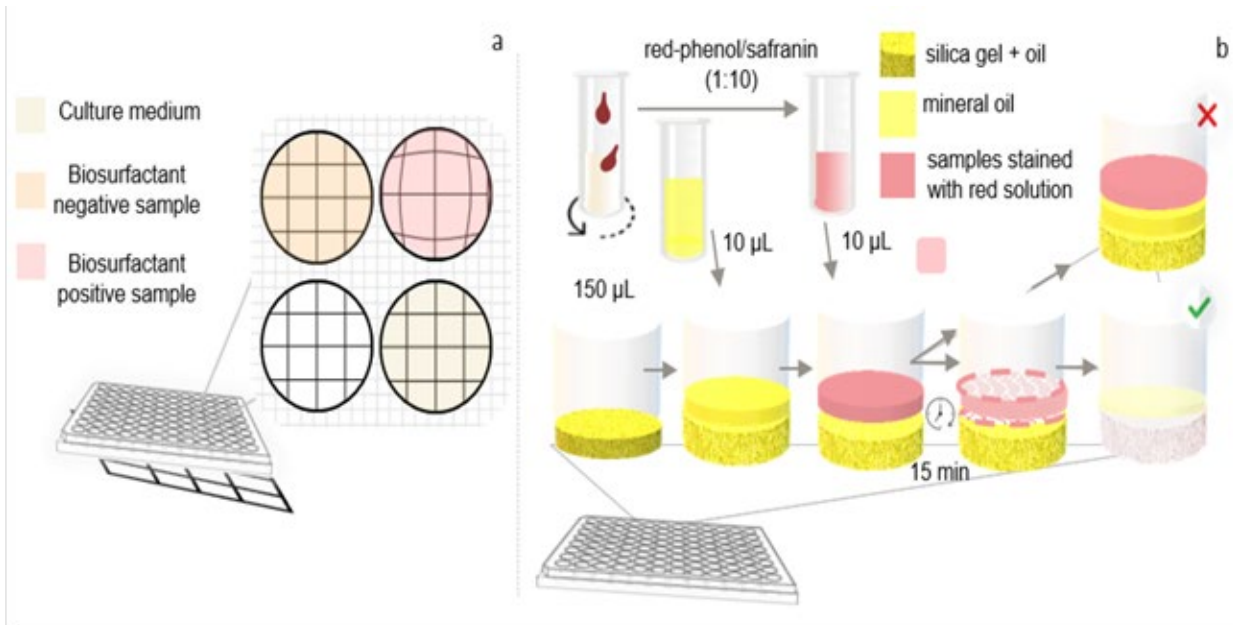 a
Culture medium
Biosurfactant
negative sample
Biosurfactant
positive sample
b
red-phenol/safranin
(1:10)
silica gel + oil
mineral oil
samples stained
with red solution
10 µL
10 µL
150 µL
15 min